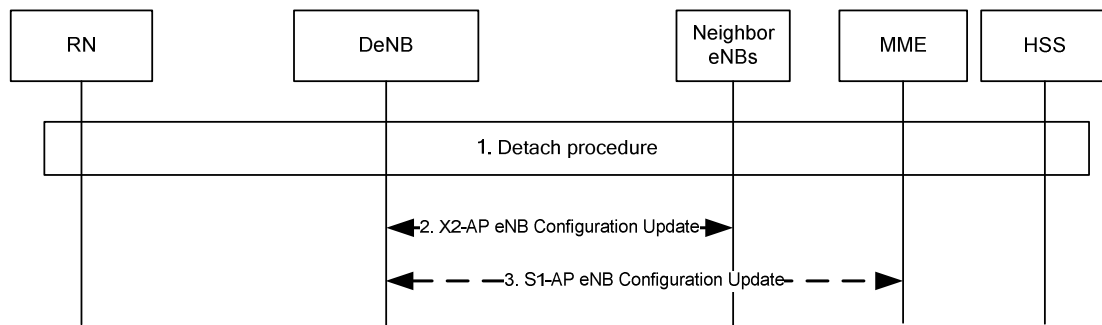 RN
DeNB
Neighbor
eNBs
MME
HSS
1. Detach procedure
2. X2-AP eNB Configuration Update
3. S1-AP eNB Configuration Update